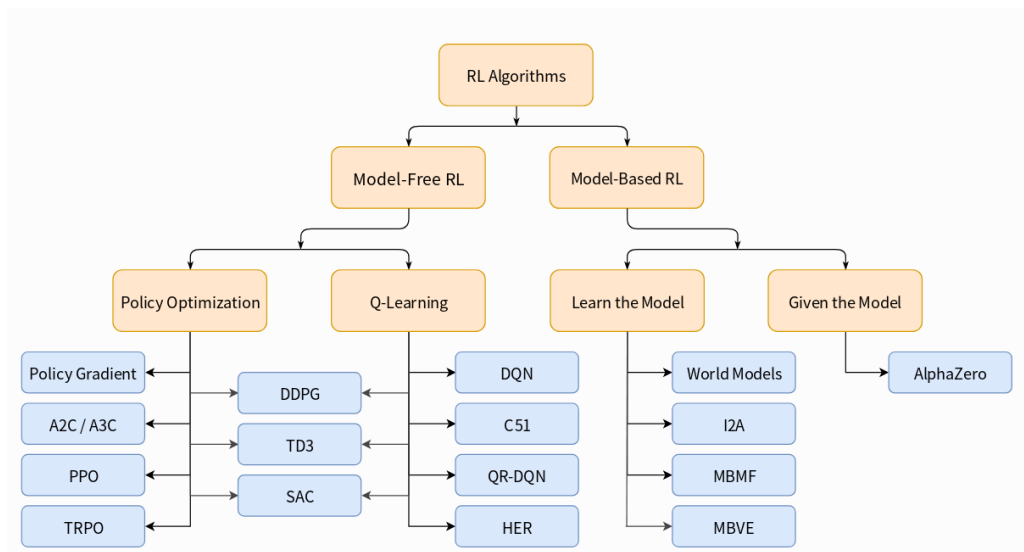 RL Algorithms
Model-Free RL
Model-Based RL
Policy Optimization
Q-Learning
Learn the Model
Given the Model
Policy Gradient
DDPG
DQN
World Models
AlphaZero
A2C / A3C
TD3
C51
I2A
PPO
SAC
QR-DQN
MBMF
TRPO
HER
MBVE